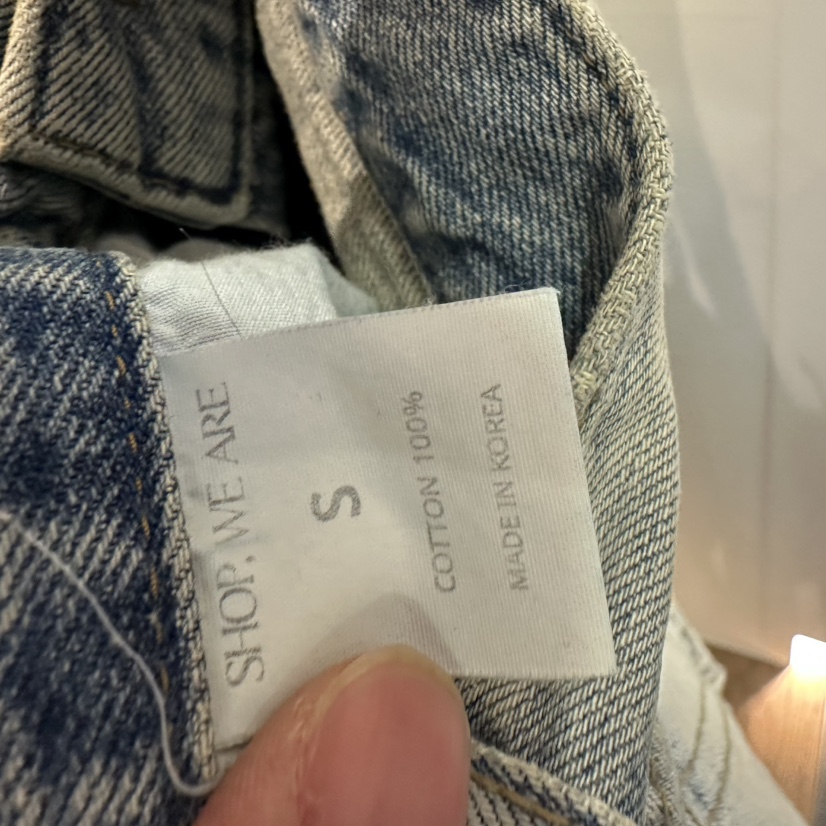 SHOP, WE ARE
S
COTTON 100%
MADE IN KOREA